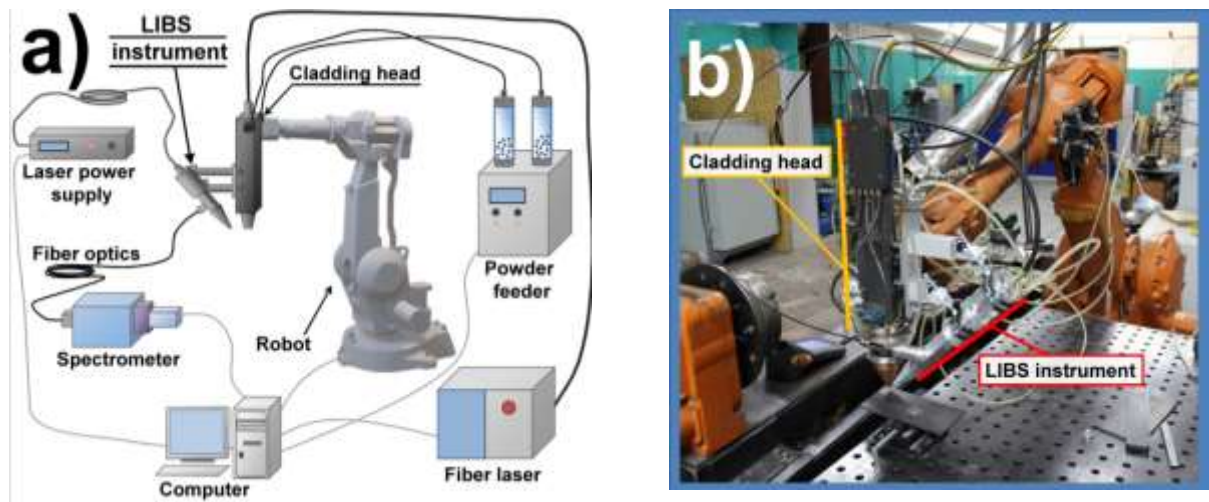 a)
LIBS
instrument
Cladding head
Laser power
supply
Fiber optics
Spectrometer
Robot
Powder
feeder
Computer
Fiber laser
b)
Cladding head
LIBS instrument